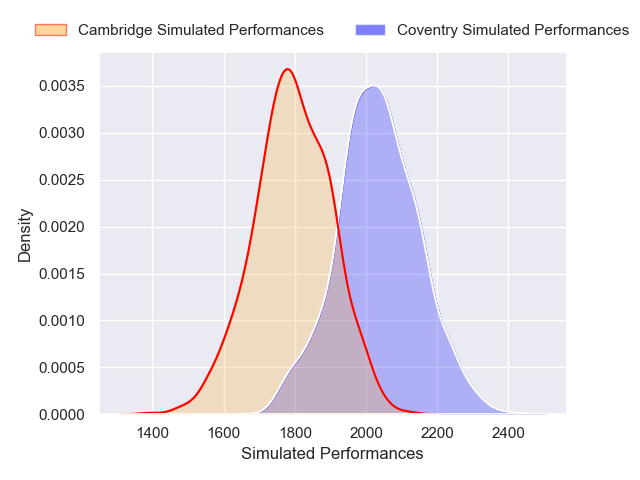 Cambridge Simulated Performances
Coventry Simulated Performances
0.0035
0.0030
0.0025
0.0020
0.0015
0.0010
0.0005
0.0000
Density
1400 1600 1800 2000 2200 2400
Simulated Performances